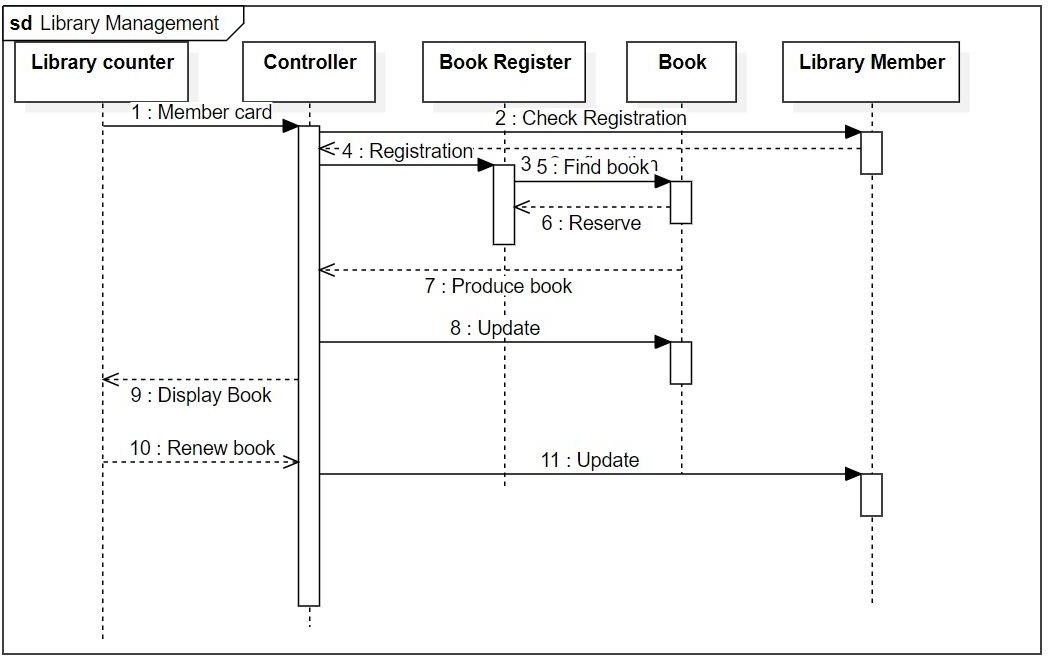 sd Library Management
Library counter
Controller
Book Register
Book
Library Member
1 : Member card
2 : Check Registration
4 : Registration
3
5 : Find book
6 : Reserve
7 : Produce book
8 : Update
9 : Display Book
10 : Renew book
11 : Update